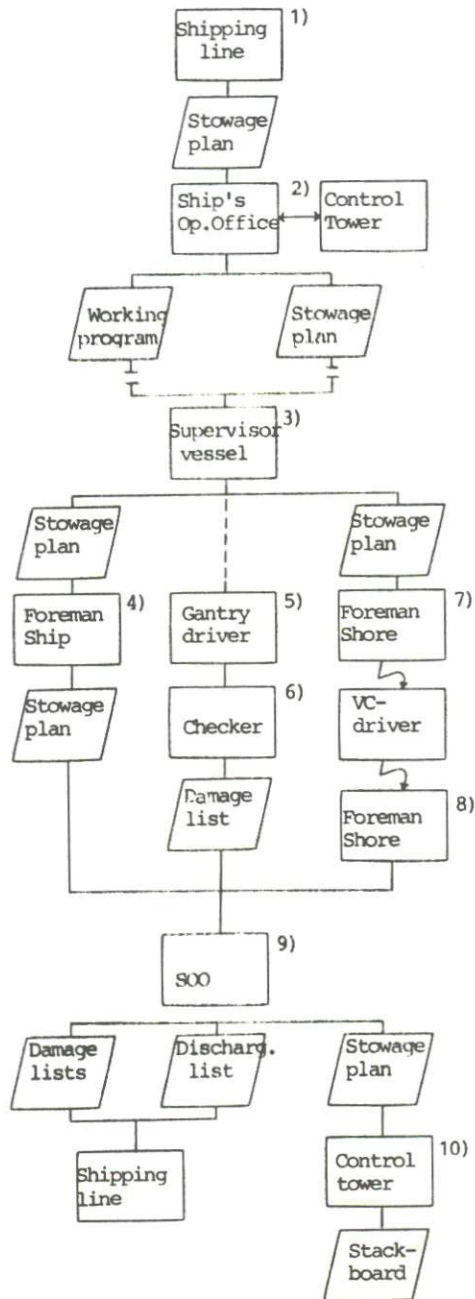 1)
Shipping
line
Stowage
plan
2)
Ship's
Op.Office
Control
Tower
Working
program
Stowage
plan
3)
Supervisor
vessel
Stowage
plan
Stowage
plan
4)
Foreman
Ship
5)
Gantry
driver
7)
Foreman
Shore
Stowage
plan
6)
Checker
VC-
driver
Damage
list
8)
Foreman
Shore
9)
SOO
Damage
lists
Discharg.
list
Stowage
plan
Shipping
line
10)
Control
tower
Stack-
board